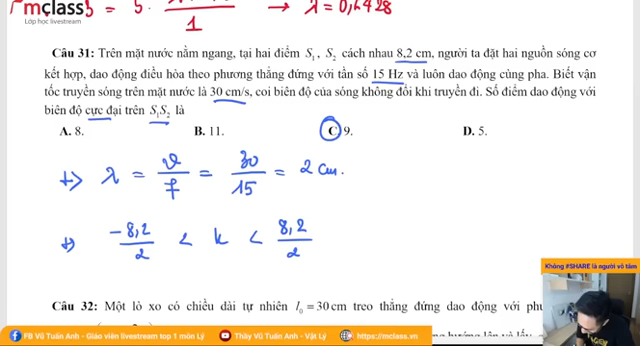 mclass
Lớp học livestream
3 = 5.
1
→ λ = 0,6428
Câu 31: Trên mặt nước nằm ngang, tại hai điểm S₁, S₂ cách nhau 8,2 cm, người ta đặt hai nguồn sóng cơ
kết hợp, dao động điều hòa theo phương thẳng đứng với tần số 15 Hz và luôn dao động cùng pha. Biết vận
tốc truyền sóng trên mặt nước là 30 cm/s, coi biên độ của sóng không đổi khi truyền đi. Số điểm dao động với
biên độ cực đại trên S₁S₂ là
A. 8. B. 11. C. 9. D. 5.
+> λ = v/f = 30/15 = 2 cm.
+> -8,2/2 < k < 8,2/2
Kháng #SHARE là người vô tâm
Câu 32: Một lò xo có chiều dài tự nhiên l₀ = 30cm treo thẳng đứng dao động với
FB Vũ Tuấn Anh - Giáo viên livestream top 1 môn Lý
Thầy Vũ Tuấn Anh - Vật Lý
https://mclass.vn